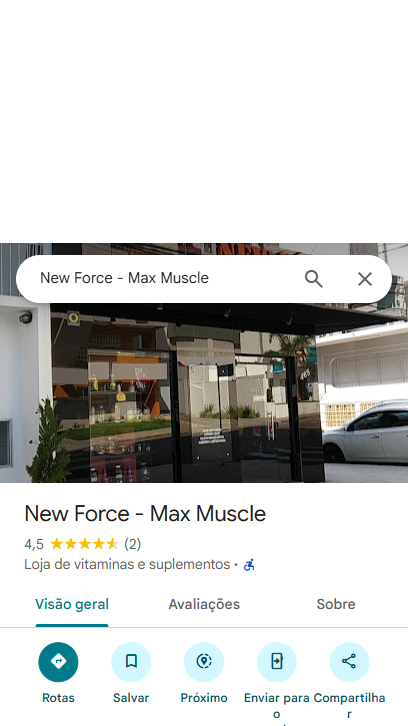 New Force - Max Muscle
New Force - Max Muscle
4,5 (2)
Loja de vitaminas e suplementos ·
Visão geral Avaliações Sobre
Rotas Salvar Próximo Enviar para Compartilha
o r